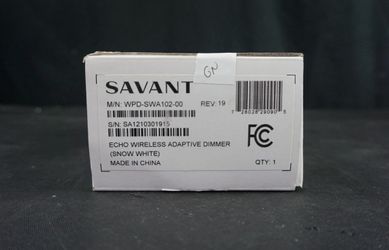 GN
SAVANT
M/N: WPD-SWA102-00
REV: 19
S/N: SA1210301915
ECHO WIRELESS ADAPTIVE DIMMER
(SNOW WHITE)
MADE IN CHINA
FC
QTY: 1